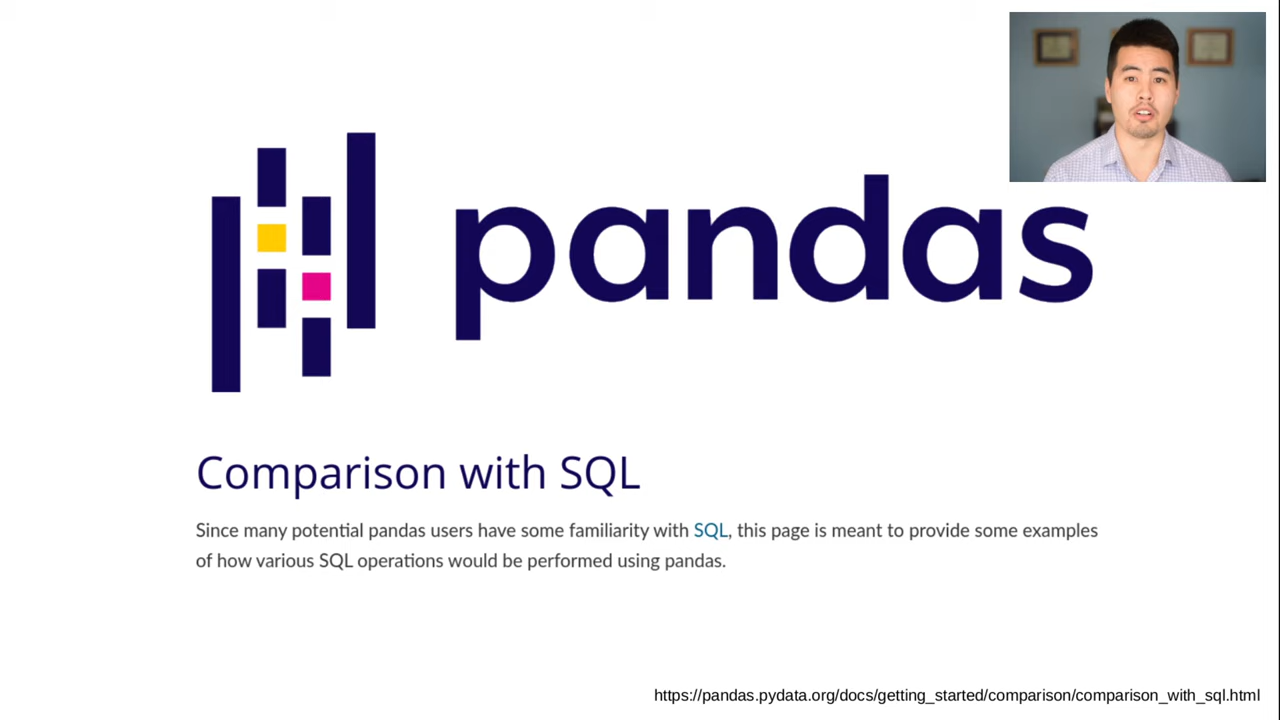 pandas
Comparison with SQL
Since many potential pandas users have some familiarity with SQL, this page is meant to provide some examples
of how various SQL operations would be performed using pandas.
https://pandas.pydata.org/docs/getting_started/comparison/comparison_with_sql.html